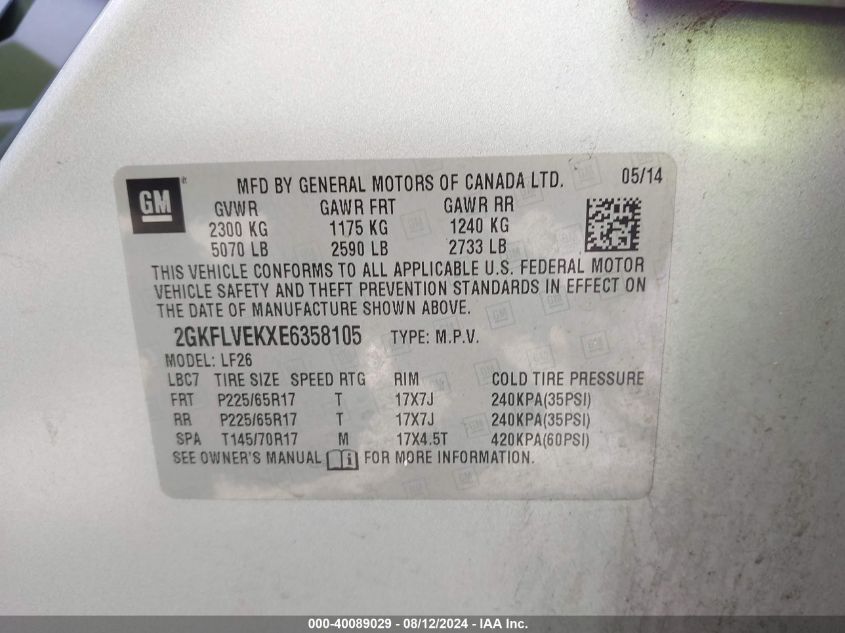 GM MFD BY GENERAL MOTORS OF CANADA LTD. 05/14
GVWR GAWR FRT GAWR RR
2300 KG 1175 KG 1240 KG
5070 LB 2590 LB 2733 LB
THIS VEHICLE CONFORMS TO ALL APPLICABLE U.S. FEDERAL MOTOR
VEHICLE SAFETY AND THEFT PREVENTION STANDARDS IN EFFECT ON
THE DATE OF MANUFACTURE SHOWN ABOVE.
2GKFLVEKXE6358105 TYPE: M.P.V.
MODEL: LF26
LBC7 TIRE SIZE SPEED RTG RIM COLD TIRE PRESSURE
FRT P225/65R17 T 17X7J 240KPA(35PSI)
RR P225/65R17 T 17X7J 240KPA(35PSI)
SPA T145/70R17 M 17X4.5T 420KPA(60PSI)
SEE OWNER'S MANUAL FOR MORE INFORMATION.
000-40089029 - 08/12/2024 - IAA Inc.